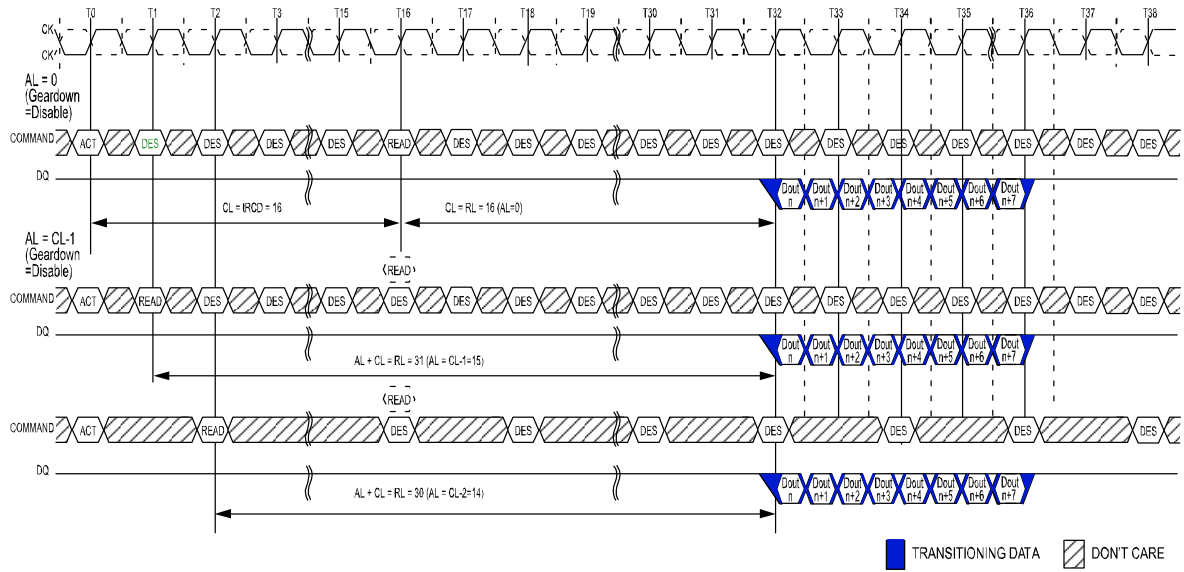 T0 T1 T2 T3 T15 T16 T17 T18 T19 T30 T31 T32 T33 T34 T35 T36 T37 T38
CK
CK'
AL = 0
(Geardown
=Disable)
COMMAND ACT DES DES DES DES READ DES DES DES DES DES DES DES DES DES DES DES DES
DQ Dout n Dout n+1 Dout n+2 Dout n+3 Dout n+4 Dout n+5 Dout n+6 Dout n+7
CL = tRCD = 16 CL = RL = 16 (AL=0)
AL = CL-1
(Geardown
=Disable)
READ
COMMAND ACT READ DES DES DES DES DES DES DES DES DES DES DES DES DES DES DES DES
DQ Dout n Dout n+1 Dout n+2 Dout n+3 Dout n+4 Dout n+5 Dout n+6 Dout n+7
AL + CL = RL = 31 (AL = CL-1=15)
READ
COMMAND ACT READ DES DES DES DES DES DES DES
DQ Dout n Dout n+1 Dout n+2 Dout n+3 Dout n+4 Dout n+5 Dout n+6 Dout n+7
AL + CL = RL = 30 (AL = CL-2=14)
TRANSITIONING DATA DON'T CARE